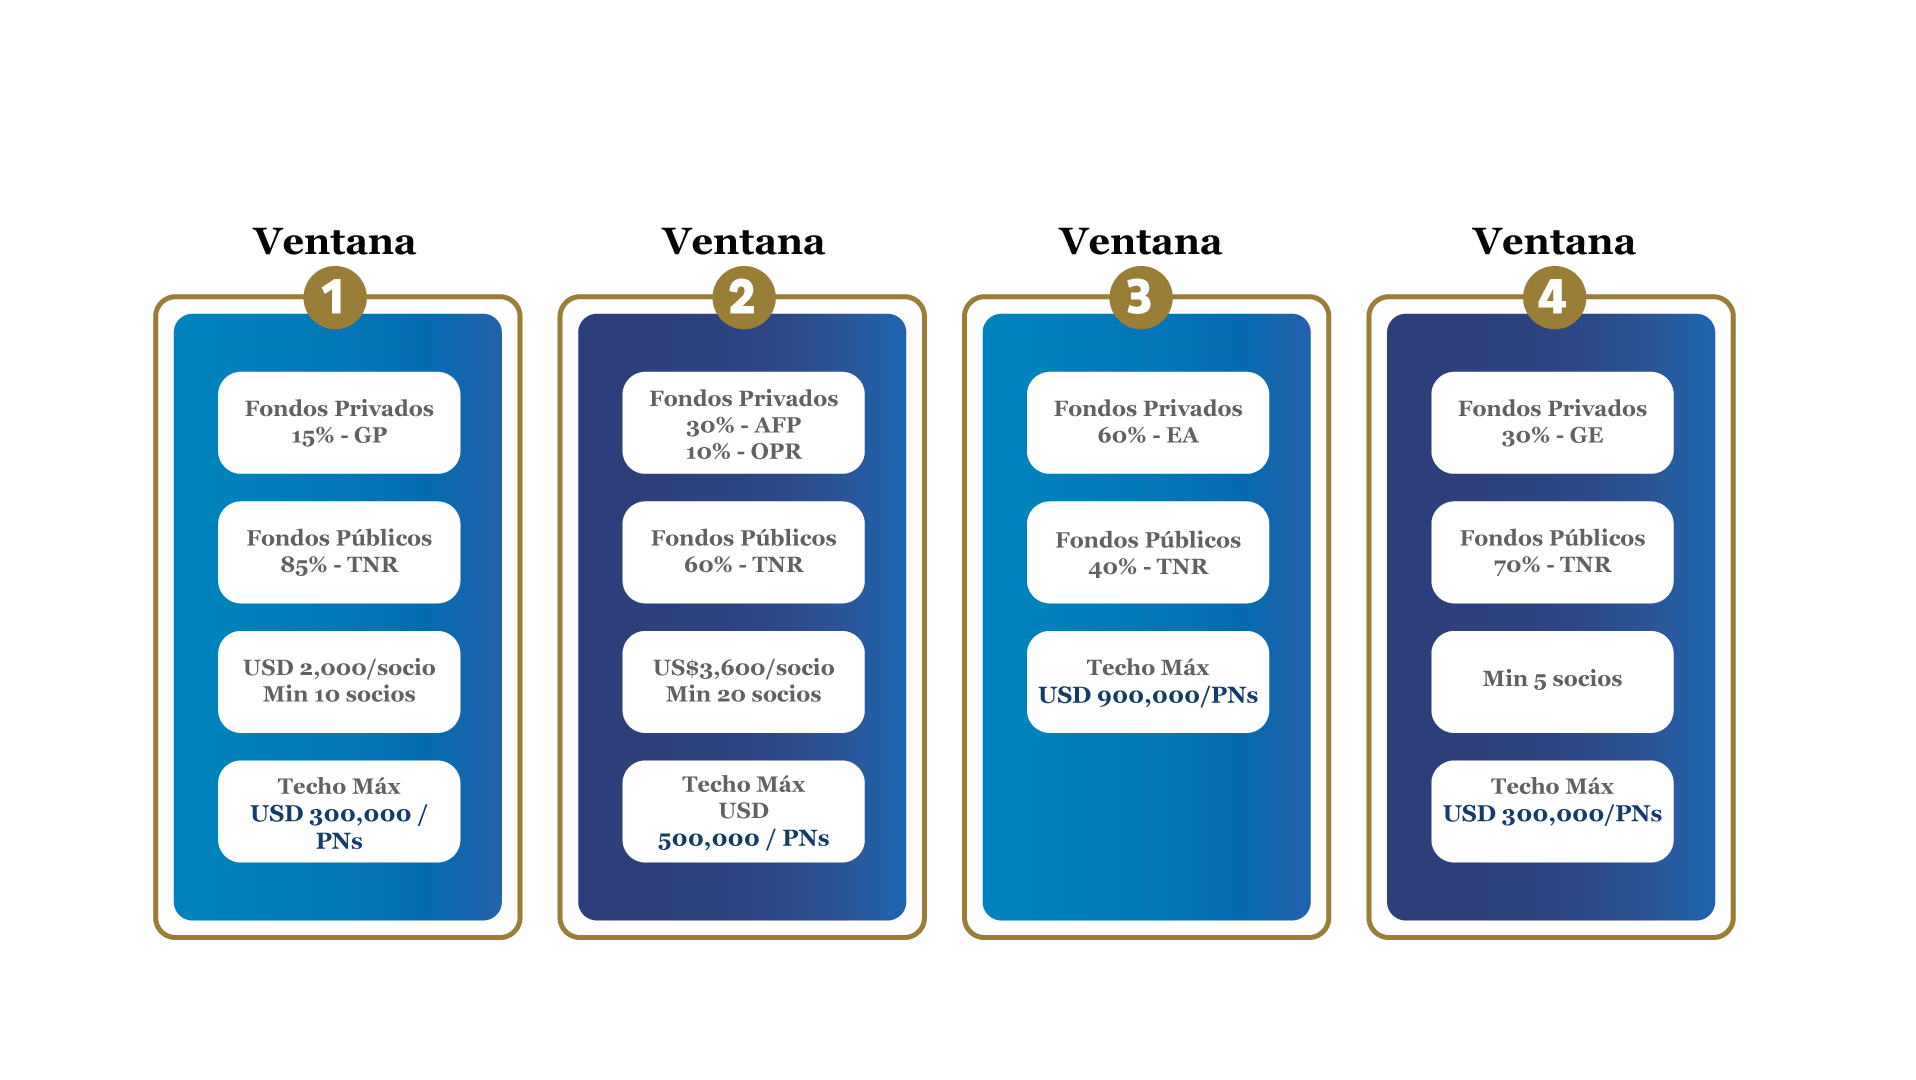 Ventana
1
Fondos Privados
15% - GP
Fondos Públicos
85% - TNR
USD 2,000/socio
Min 10 socios
Techo Máx
USD 300,000 /
PNs
Ventana
2
Fondos Privados
30% - AFP
10% - OPR
Fondos Públicos
60% - TNR
US$3,600/socio
Min 20 socios
Techo Máx
USD
500,000 / PNs
Ventana
3
Fondos Privados
60% - EA
Fondos Públicos
40% - TNR
Techo Máx
USD 900,000/PNs
Ventana
4
Fondos Privados
30% - GE
Fondos Públicos
70% - TNR
Min 5 socios
Techo Máx
USD 300,000/PNs